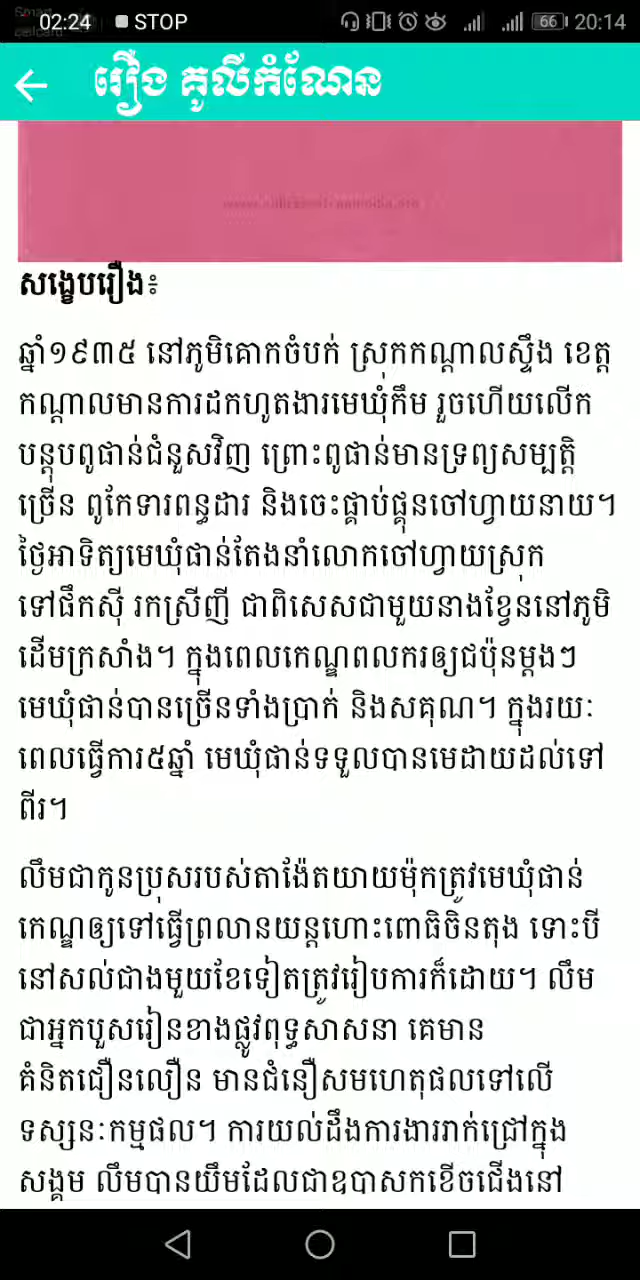 02:24 STOP 66 20:14
រឿង គូលីកំណែន
សង្ខេបរឿង៖
ឆ្នាំ១៩៣៥ នៅភូមិគោកចំបក់ ស្រុកកណ្តាលស្ទឹង ខេត្ត
កណ្តាលមានការដកហូតងារមេឃុំកឹម រួចហើយលើក
បន្តុបពូផាន់ជំនួសវិញ ព្រោះពូផាន់មានទ្រព្យសម្បត្តិ
ច្រើន ពូកែទារពន្ធដារ និងចេះផ្គាប់ផ្គុនចៅហ្វាយនាយ។
ថ្ងៃអាទិត្យមេឃុំផាន់តែងនាំលោកចៅហ្វាយស្រុក
ទៅផឹកស៊ី រកស្រីញី ជាពិសេសជាមួយនាងខ្វែននៅភូមិ
ដើមក្រសាំង។ ក្នុងពេលកេណ្ឌពលករឲ្យជប៉ុនម្តងៗ
មេឃុំផាន់បានច្រើនទាំងប្រាក់ និងសគុណ។ ក្នុងរយៈ
ពេលធ្វើការ៥ឆ្នាំ មេឃុំផាន់ទទួលបានមេដាយដល់ទៅ
ពីរ។
លឹមជាកូនប្រុសរបស់តាង៉ែតយាយម៉ុកត្រូវមេឃុំផាន់
កេណ្ឌឲ្យទៅធ្វើព្រលានយន្តហោះពោធិចិនតុង ទោះបី
នៅសល់ជាងមួយខែទៀតត្រូវរៀបការក៏ដោយ។ លឹម
ជាអ្នកបួសរៀនខាងផ្លូវពុទ្ធសាសនា គេមាន
គំនិតជឿនលឿន មានជំនឿសមហេតុផលទៅលើ
ទស្សនៈកម្មផល។ ការយល់ដឹងការងាររាក់ជ្រៅក្នុង
សង្គម លឹមបានយឹមដែលជាឧបាសកខើចជើងនៅ